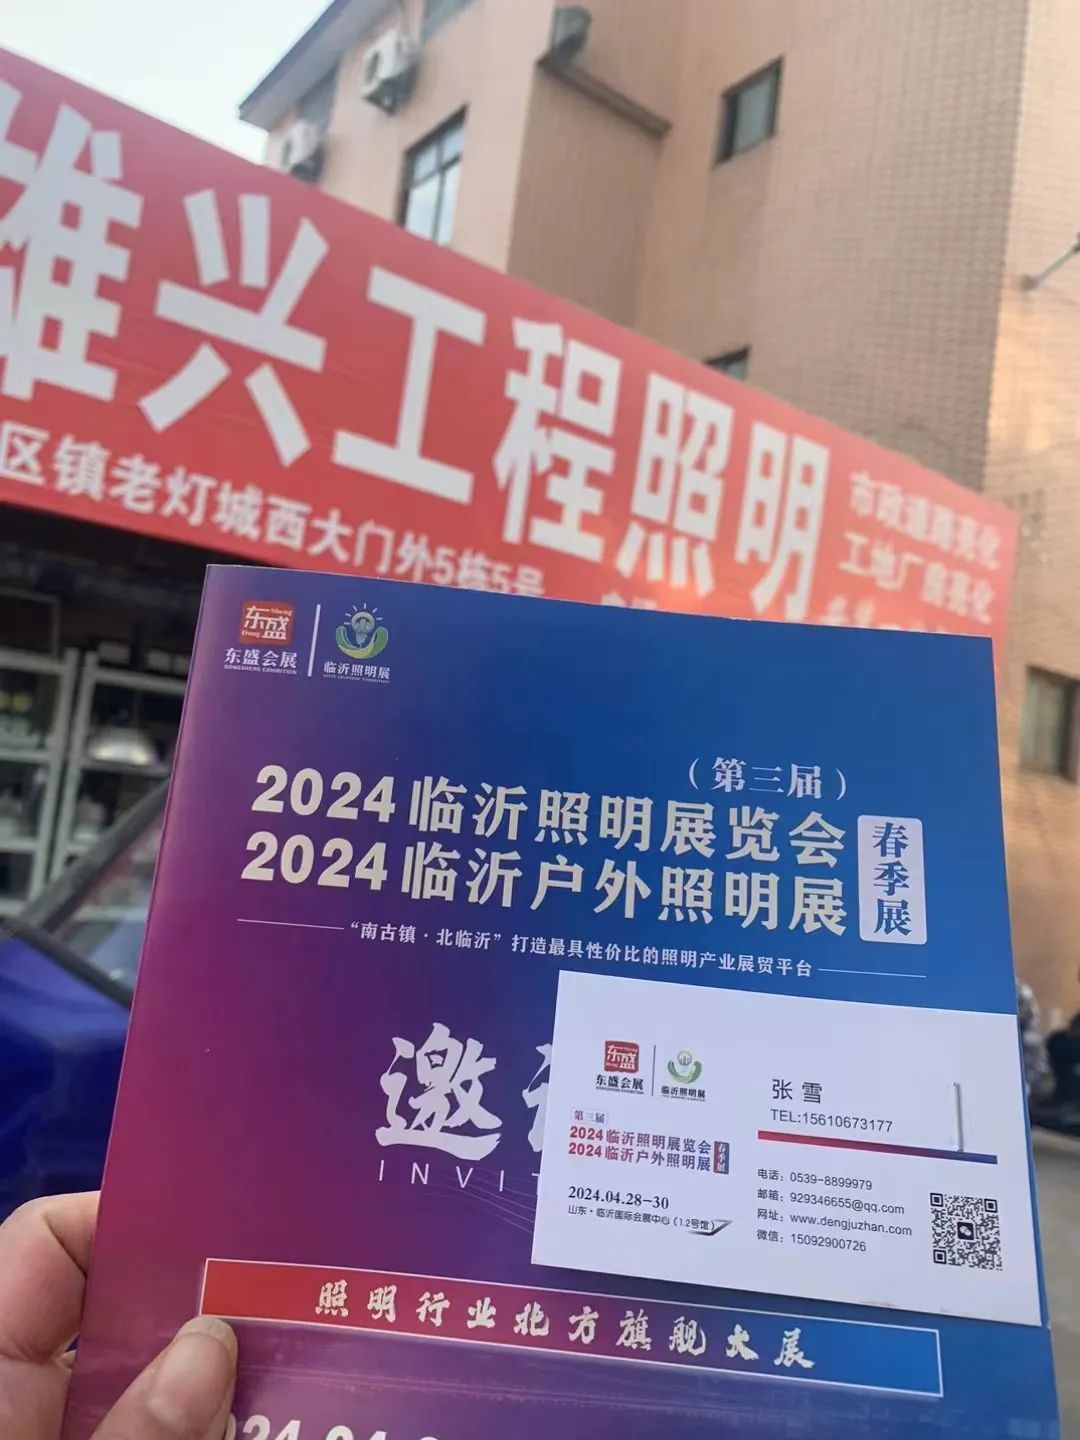 雄兴工程照明
市政道路亮化
工地厂房亮化
区镇老灯城西大门外5栋5号
东盛
Dong Sheng
东盛会展
DONGSHENG EXHIBITION
临沂照明展
(第三届)
2024临沂照明展览会
2024临沂户外照明展
春季展
“南古镇·北临沂”打造最具性价比的照明产业展贸平台
邀
INVIT
东盛
东盛会展
临沂照明展
第三届
2024临沂照明展览会
2024临沂户外照明展
春季展
2024.04.28-30
山东·临沂国际会展中心(1.2号馆)
张雪
TEL:15610673177
电话: 0539-8899979
邮箱: 929346655@qq.com
网址: www.dengjuzhan.com
微信: 15092900726
照明行业北方旗舰大展